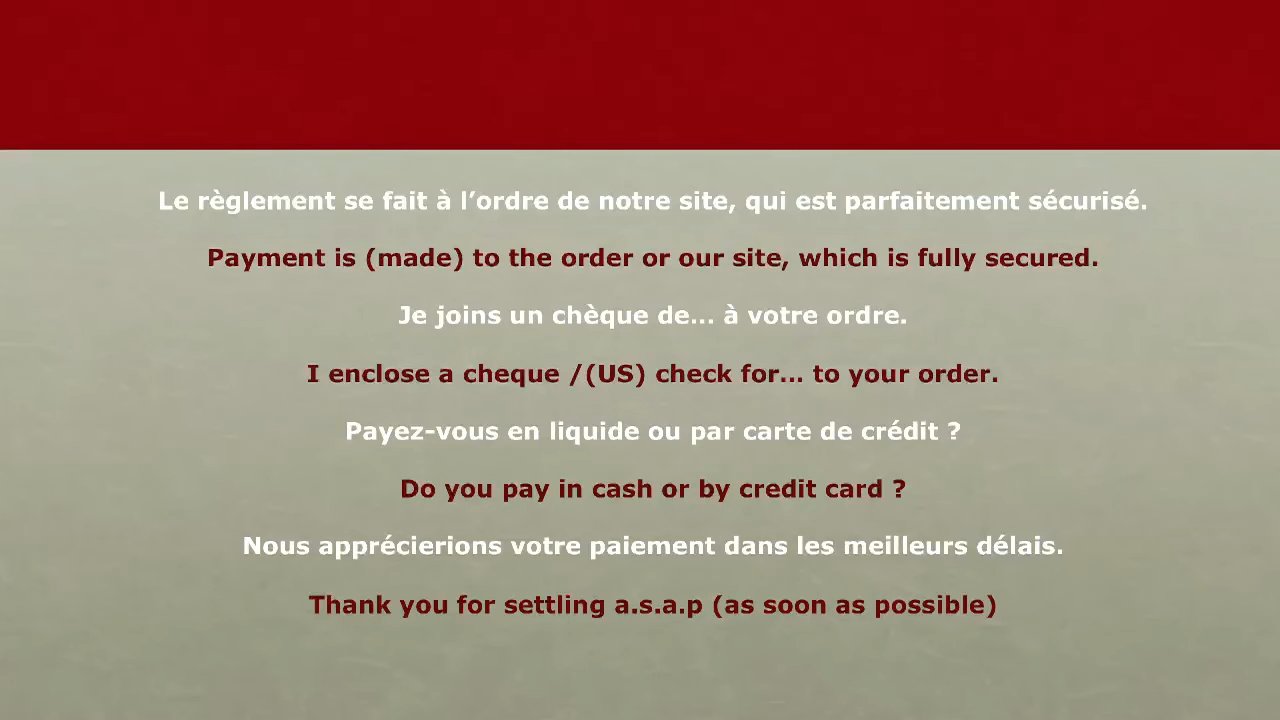 Le règlement se fait à l’ordre de notre site, qui est parfaitement sécurisé.
Payment is (made) to the order or our site, which is fully secured.
Je joins un chèque de... à votre ordre.
I enclose a cheque /(US) check for... to your order.
Payez-vous en liquide ou par carte de crédit ?
Do you pay in cash or by credit card ?
Nous apprécierions votre paiement dans les meilleurs délais.
Thank you for settling a.s.a.p (as soon as possible)